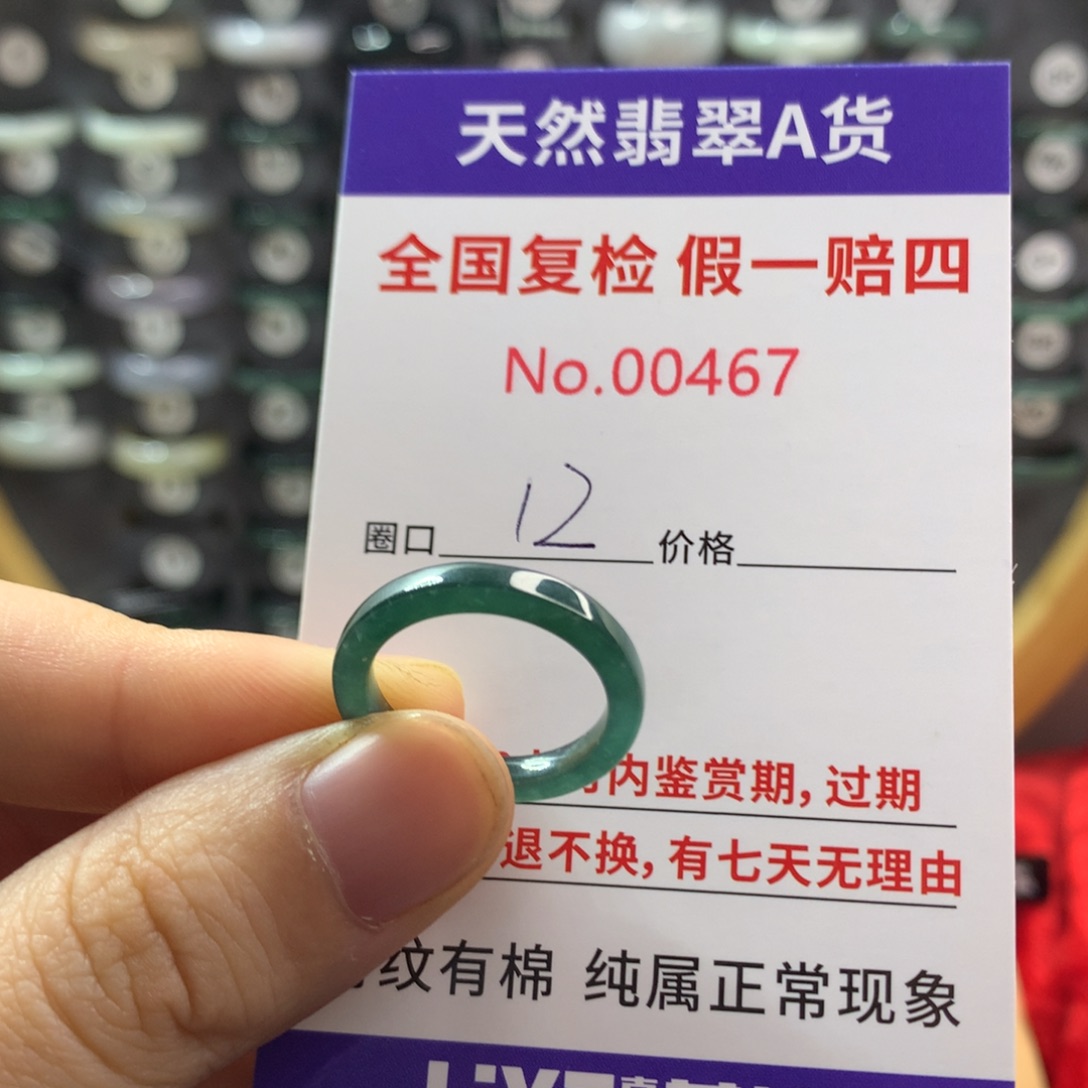 天然翡翠A货
全国复检 假一赔四
No.00467
圈口 12 价格
内鉴赏期,过期
退不换,有七天无理由
纹有棉 纯属正常现象